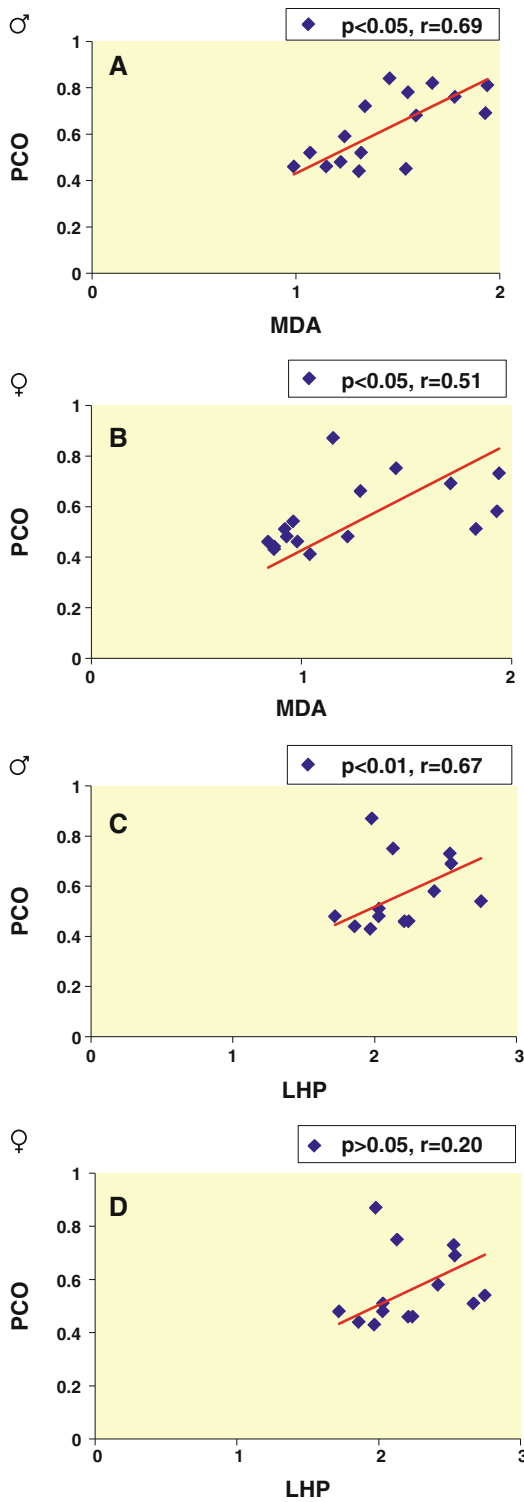 ♂
p<0.05, r=0.69
A
1
0.8
0.6
0.4
0.2
0
PCO
0 1 2
MDA
♀
p<0.05, r=0.51
B
1
0.8
0.6
0.4
0.2
0
PCO
0 1 2
MDA
♂
p<0.01, r=0.67
C
1
0.8
0.6
0.4
0.2
0
PCO
0 1 2 3
LHP
♀
p>0.05, r=0.20
D
1
0.8
0.6
0.4
0.2
0
PCO
0 1 2 3
LHP